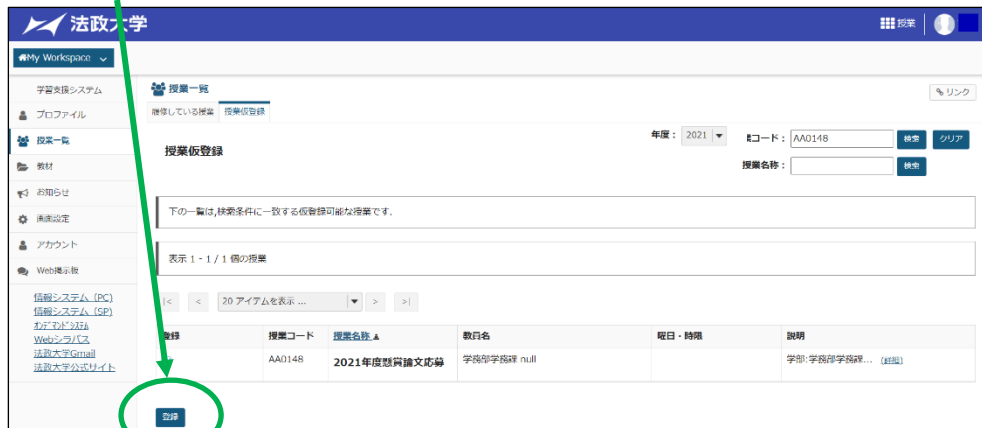 法政大学
授業
My Workspace
学習支援システム
プロファイル
授業一覧
教材
お知らせ
画面設定
アカウント
Web掲示板
情報システム (PC)
情報システム (SP)
オンデマンドシステム
Webシラバス
法政大学Gmail
法政大学公式サイト
授業一覧
リンク
履修している授業 授業仮登録
授業仮登録
年度： 2021
コード： AA0148 検索 クリア
授業名称： 検索
下の一覧は,検索条件に一致する仮登録可能な授業です.
表示 1 - 1 / 1 個の授業
|< < 20 アイテムを表示 ... > >|
登録 授業コード 授業名称 ▲ 教員名 曜日・時限 説明
AA0148 2021年度懸賞論文応募 学務部学務課 null 学部:学務部学務課... (詳細)
登録